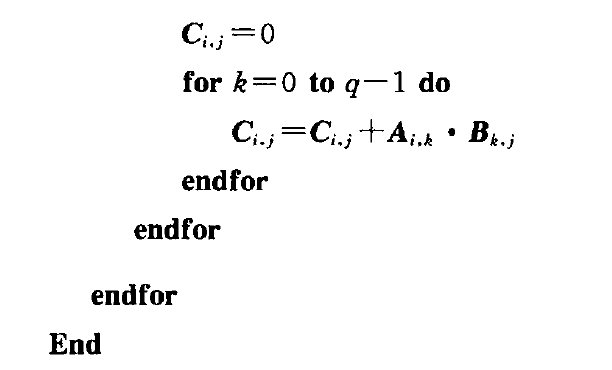 C_{i,j}=0
for k=0 to q-1 do
C_{i,j}=C_{i,j}+A_{i,k} · B_{k,j}
endfor
endfor
endfor
End